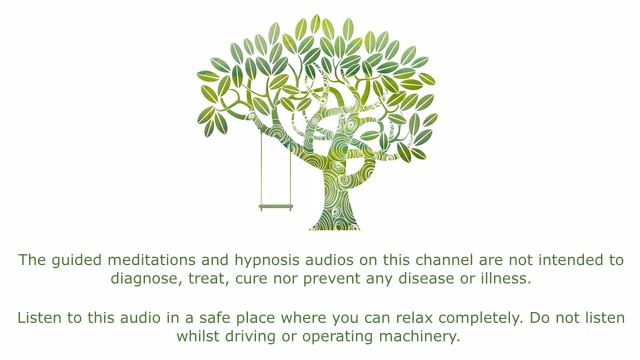 The guided meditations and hypnosis audios on this channel are not intended to
diagnose, treat, cure nor prevent any disease or illness.
Listen to this audio in a safe place where you can relax completely. Do not listen
whilst driving or operating machinery.